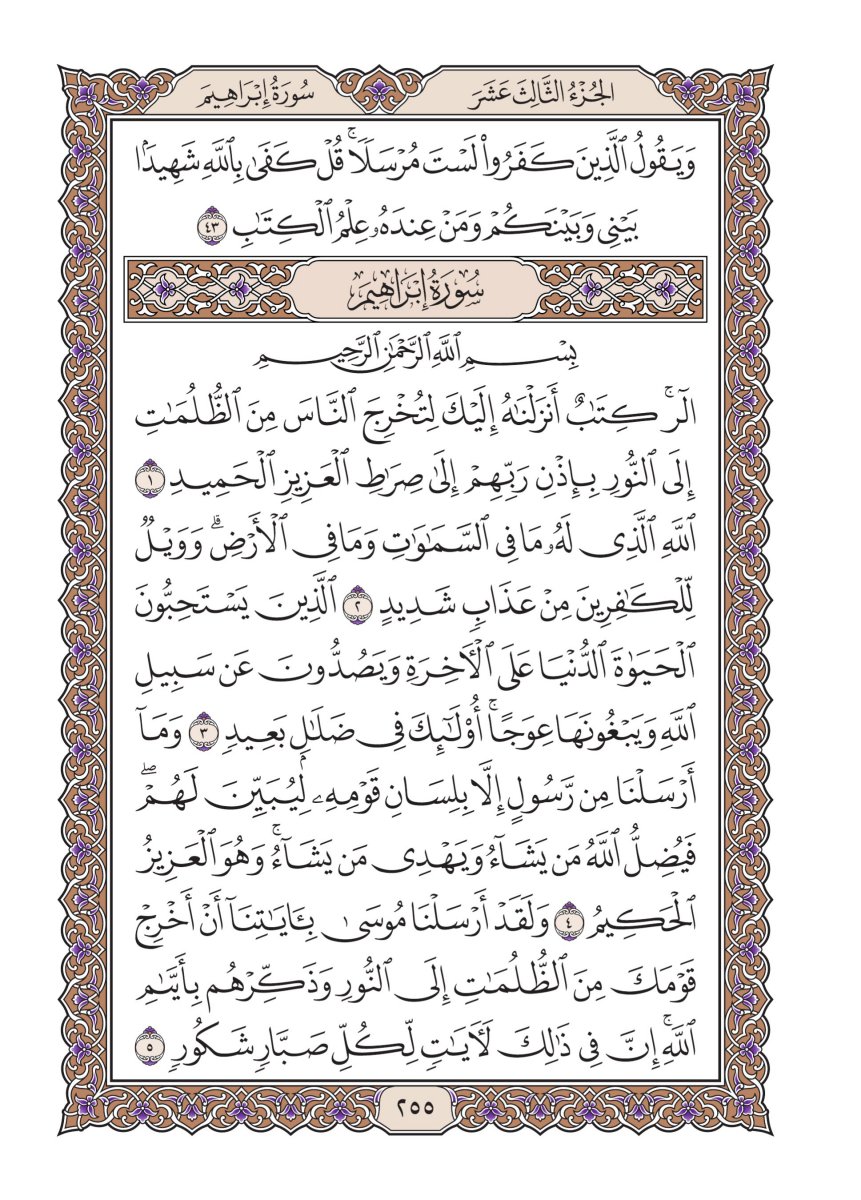 الجُزْءُ الثَّالِثَ عَشَرَ
سُورَةُ إِبْرَاهِيمَ
وَيَقُولُ ٱلَّذِينَ كَفَرُواْ لَسۡتَ مُرۡسَلٗاۚ قُلۡ كَفَىٰ بِٱللَّهِ شَهِيدَۢا
بَيۡنِي وَبَيۡنَكُمۡ وَمَنۡ عِندَهُۥ عِلۡمُ ٱلۡكِتَٰبِ ٤٣
سُورَةُ إِبۡرَاهِيمَ
بِسۡمِ ٱللَّهِ ٱلرَّحۡمَٰنِ ٱلرَّحِيمِ
الٓرۚ كِتَٰبٌ أَنزَلۡنَٰهُ إِلَيۡكَ لِتُخۡرِجَ ٱلنَّاسَ مِنَ ٱلظُّلُمَٰتِ
إِلَى ٱلنُّورِ بِإِذۡنِ رَبِّهِمۡ إِلَىٰ صِرَٰطِ ٱلۡعَزِيزِ ٱلۡحَمِيدِ ١
ٱللَّهِ ٱلَّذِي لَهُۥ مَا فِي ٱلسَّمَٰوَٰتِ وَمَا فِي ٱلۡأَرۡضِۗ وَوَيۡلٞ
لِّلۡكَٰفِرِينَ مِنۡ عَذَابٖ شَدِيدٍ ٢ ٱلَّذِينَ يَسۡتَحِبُّونَ
ٱلۡحَيَوٰةَ ٱلدُّنۡيَا عَلَى ٱلۡأٓخِرَةِ وَيَصُدُّونَ عَن سَبِيلِ
ٱللَّهِ وَيَبۡغُونَهَا عِوَجًاۚ أُوْلَٰٓئِكَ فِي ضَلَٰلِۭ بَعِيدٖ ٣ وَمَآ
أَرۡسَلۡنَا مِن رَّسُولٍ إِلَّا بِلِسَانِ قَوۡمِهِۦ لِيُبَيِّنَ لَهُمۡۖ
فَيُضِلُّ ٱللَّهُ مَن يَشَآءُ وَيَهۡدِي مَن يَشَآءُۚ وَهُوَ ٱلۡعَزِيزُ
ٱلۡحَكِيمُ ٤ وَلَقَدۡ أَرۡسَلۡنَا مُوسَىٰ بِـَٔايَٰتِنَآ أَنۡ أَخۡرِجۡ
قَوۡمَكَ مِنَ ٱلظُّلُمَٰتِ إِلَى ٱلنُّورِ وَذَكِّرۡهُم بِأَيَّىٰمِ
ٱللَّهِۚ إِنَّ فِي ذَٰلِكَ لَأٓيَٰتٖ لِّكُلِّ صَبَّارٖ شَكُورٖ ٥
٢٥٥